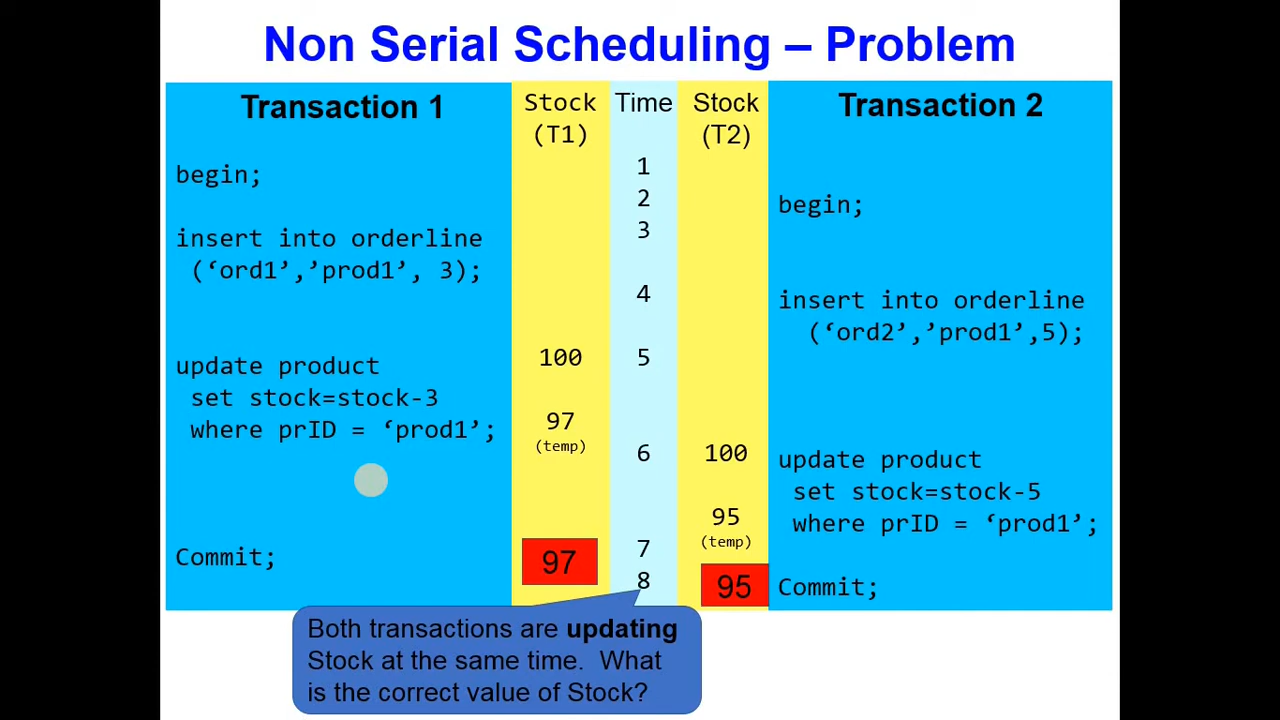 Non Serial Scheduling – Problem
Transaction 1
begin;
insert into orderline
(‘ord1’,’prod1’, 3);
update product
set stock=stock-3
where prID = ‘prod1’;
Commit;
Stock
(T1)
100
97
(temp)
97
Time
1
2
3
4
5
6
7
8
Stock
(T2)
100
95
(temp)
95
Transaction 2
begin;
insert into orderline
(‘ord2’,’prod1’,5);
update product
set stock=stock-5
where prID = ‘prod1’;
Commit;
Both transactions are updating
Stock at the same time. What
is the correct value of Stock?